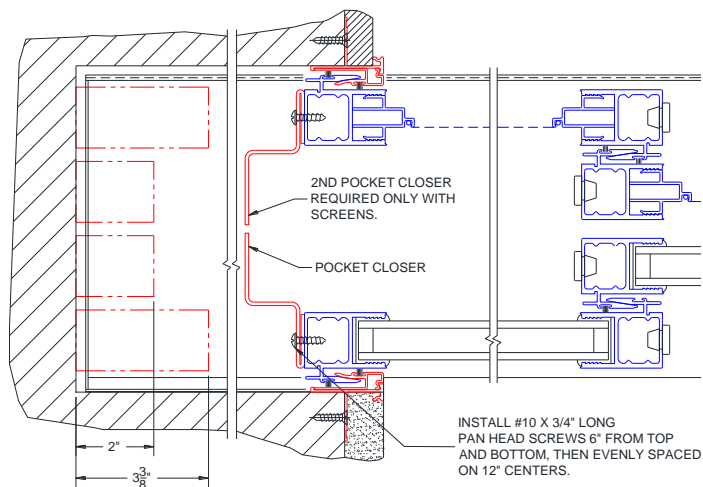 2ND POCKET CLOSER
REQUIRED ONLY WITH
SCREENS.
POCKET CLOSER
INSTALL #10 X 3/4" LONG
PAN HEAD SCREWS 6" FROM TOP
AND BOTTOM, THEN EVENLY SPACED
ON 12" CENTERS.
2"
3 3/8"